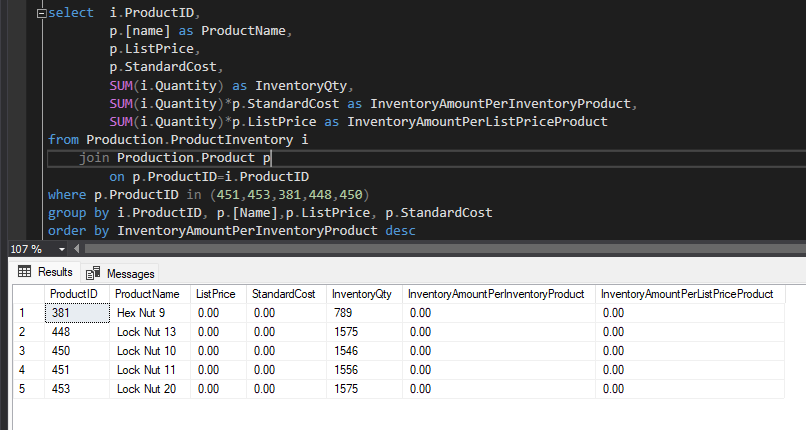 select i.ProductID,
p.[name] as ProductName,
p.ListPrice,
p.StandardCost,
SUM(i.Quantity) as InventoryQty,
SUM(i.Quantity)*p.StandardCost as InventoryAmountPerInventoryProduct,
SUM(i.Quantity)*p.ListPrice as InventoryAmountPerListPriceProduct
from Production.ProductInventory i
join Production.Product p
on p.ProductID=i.ProductID
where p.ProductID in (451,453,381,448,450)
group by i.ProductID, p.[Name],p.ListPrice, p.StandardCost
order by InventoryAmountPerInventoryProduct desc
107 %
Results Messages
ProductID ProductName ListPrice StandardCost InventoryQty InventoryAmountPerInventoryProduct InventoryAmountPerListPriceProduct
1 381 Hex Nut 9 0.00 0.00 789 0.00 0.00
2 448 Lock Nut 13 0.00 0.00 1575 0.00 0.00
3 450 Lock Nut 10 0.00 0.00 1546 0.00 0.00
4 451 Lock Nut 11 0.00 0.00 1556 0.00 0.00
5 453 Lock Nut 20 0.00 0.00 1575 0.00 0.00